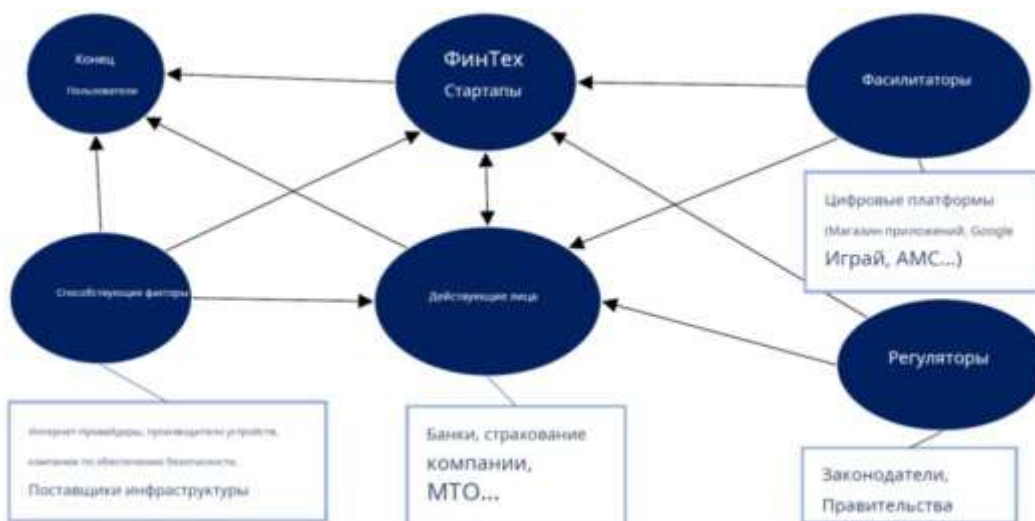 Конец
Пользователи
ФинТех
Стартапы
Фасилитаторы
Цифровые платформы
(Магазин приложений, Google
Играй, АМС...)
Способствующие факторы
Действующие лица
Регуляторы
Интернет-провайдеры, производители устройств,
компании по обеспечению безопасности,
Поставщики инфраструктуры
Банки, страхование
компании,
МТО...
Законодатели,
Правительства